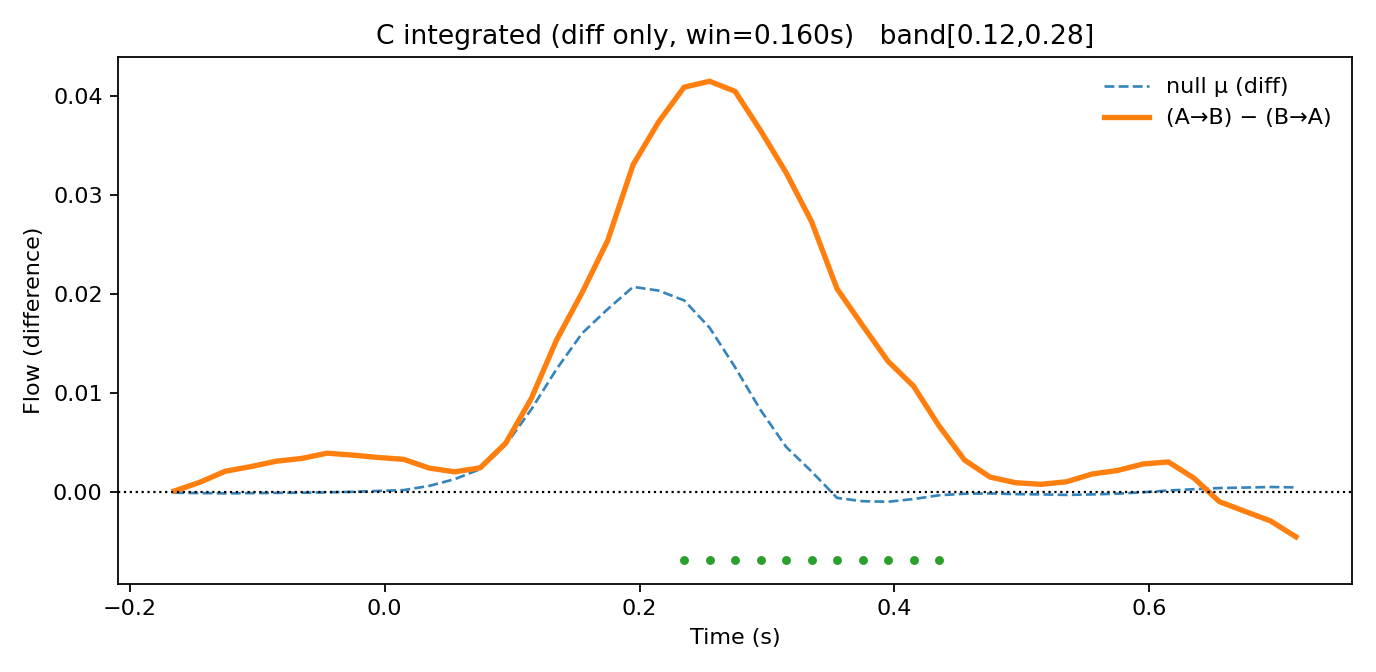 C integrated (diff only, win=0.160s)   band[0.12,0.28]
null μ (diff)
(A→B) − (B→A)
0.04
0.03
0.02
0.01
0.00
Flow (difference)
−0.2
0.0
0.2
0.4
0.6
Time (s)